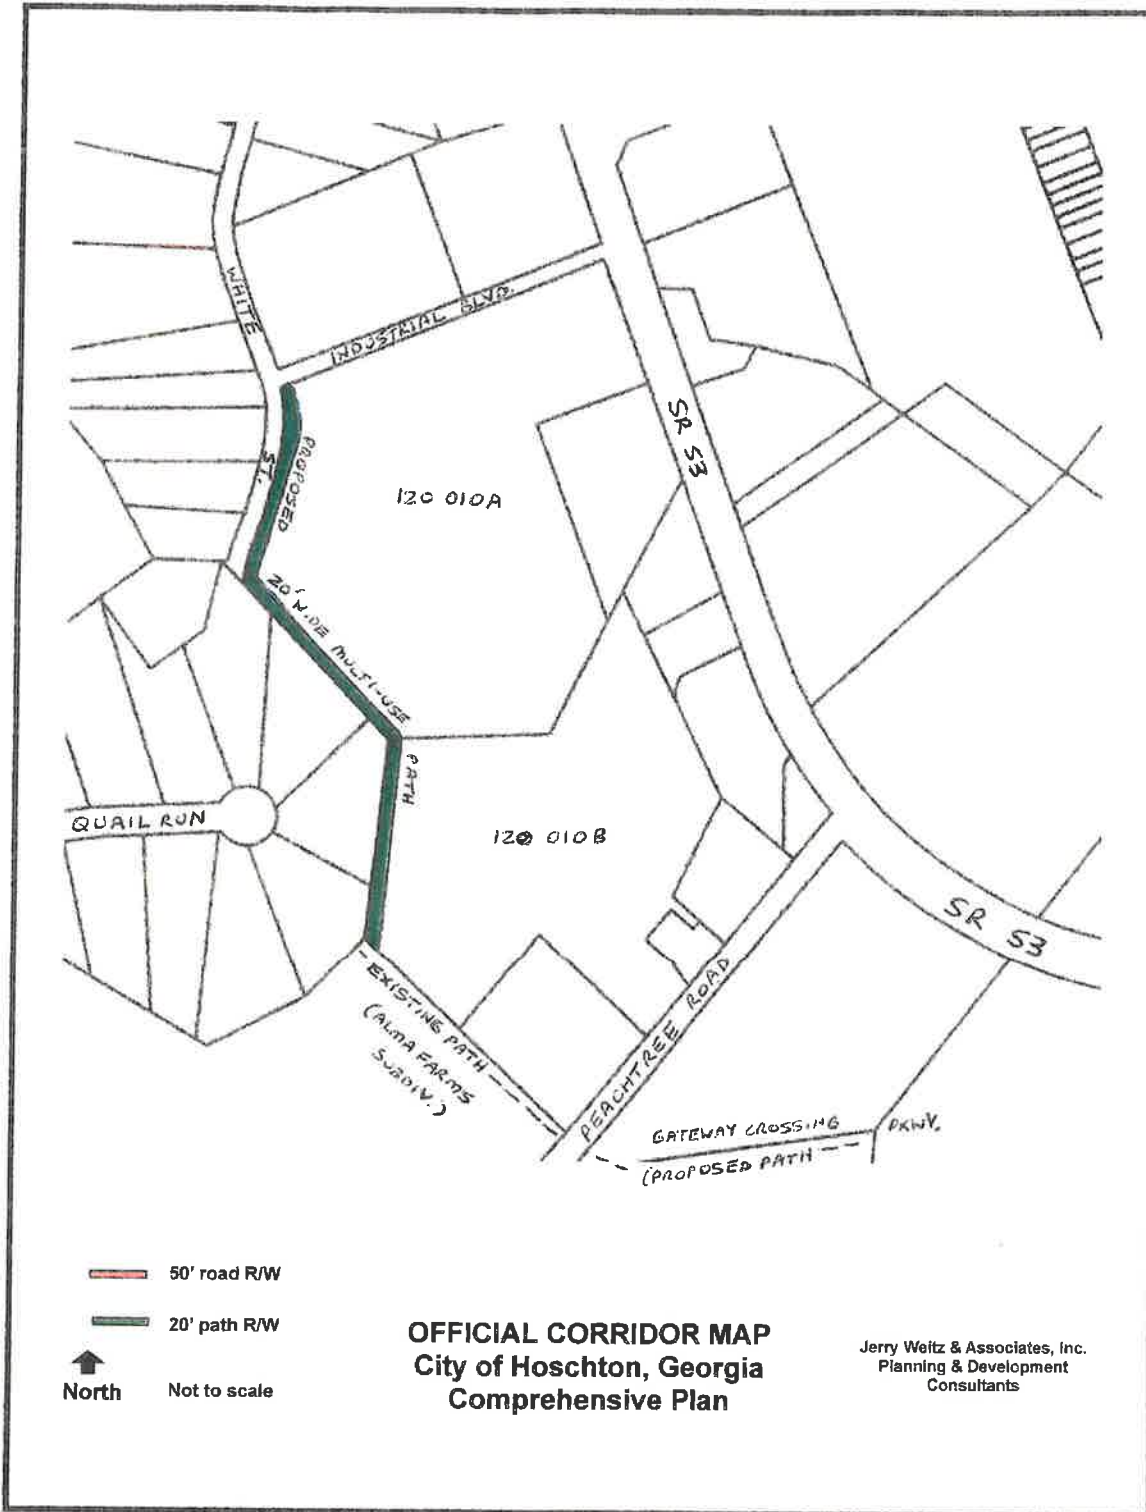 WHITE
ST.
INDUSTRIAL BLVD.
SR 53
PROPOSED
20' WIDE MULTI-USE
PATH
120 010A
120 010B
QUAIL RUN
SR 53
EXISTING PATH
(ALMA FARMS
SUBDIV.)
PEACHTREE ROAD
GATEWAY CROSSING
PKWY.
(PROPOSED PATH
50' road R/W
20' path R/W
North
Not to scale
OFFICIAL CORRIDOR MAP
City of Hoschton, Georgia
Comprehensive Plan
Jerry Weitz & Associates, Inc.
Planning & Development
Consultants